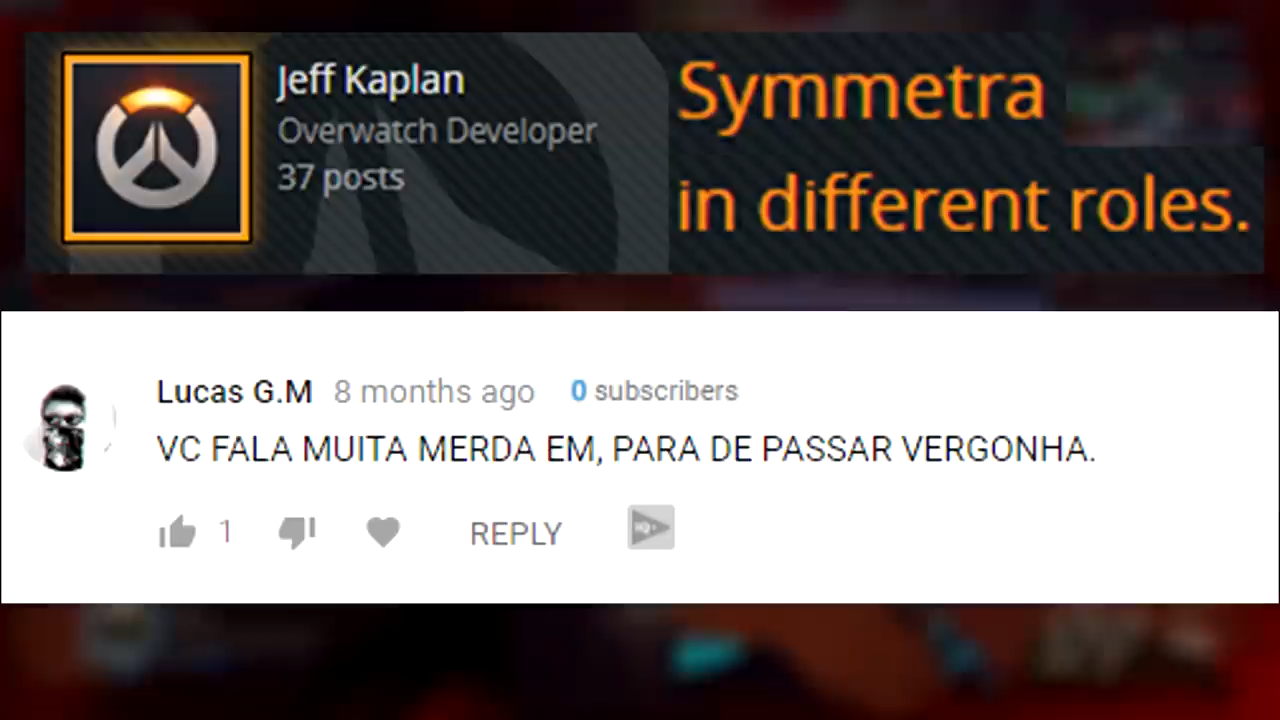 Jeff Kaplan
Overwatch Developer
37 posts
Symmetra
in different roles.
Lucas G.M 8 months ago 0 subscribers
VC FALA MUITA MERDA EM, PARA DE PASSAR VERGONHA.
1 REPLY